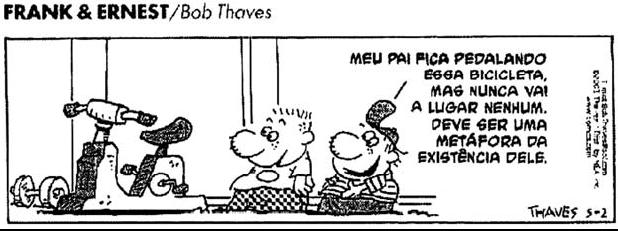 FRANK & ERNEST/Bob Thaves
MEU PAI FICA PEDALANDO
ESSA BICICLETA,
MAS NUNCA VAI
A LUGAR NENHUM.
DEVE SER UMA
METÁFORA DA
EXISTÊNCIA DELE.
THAVES 5-2